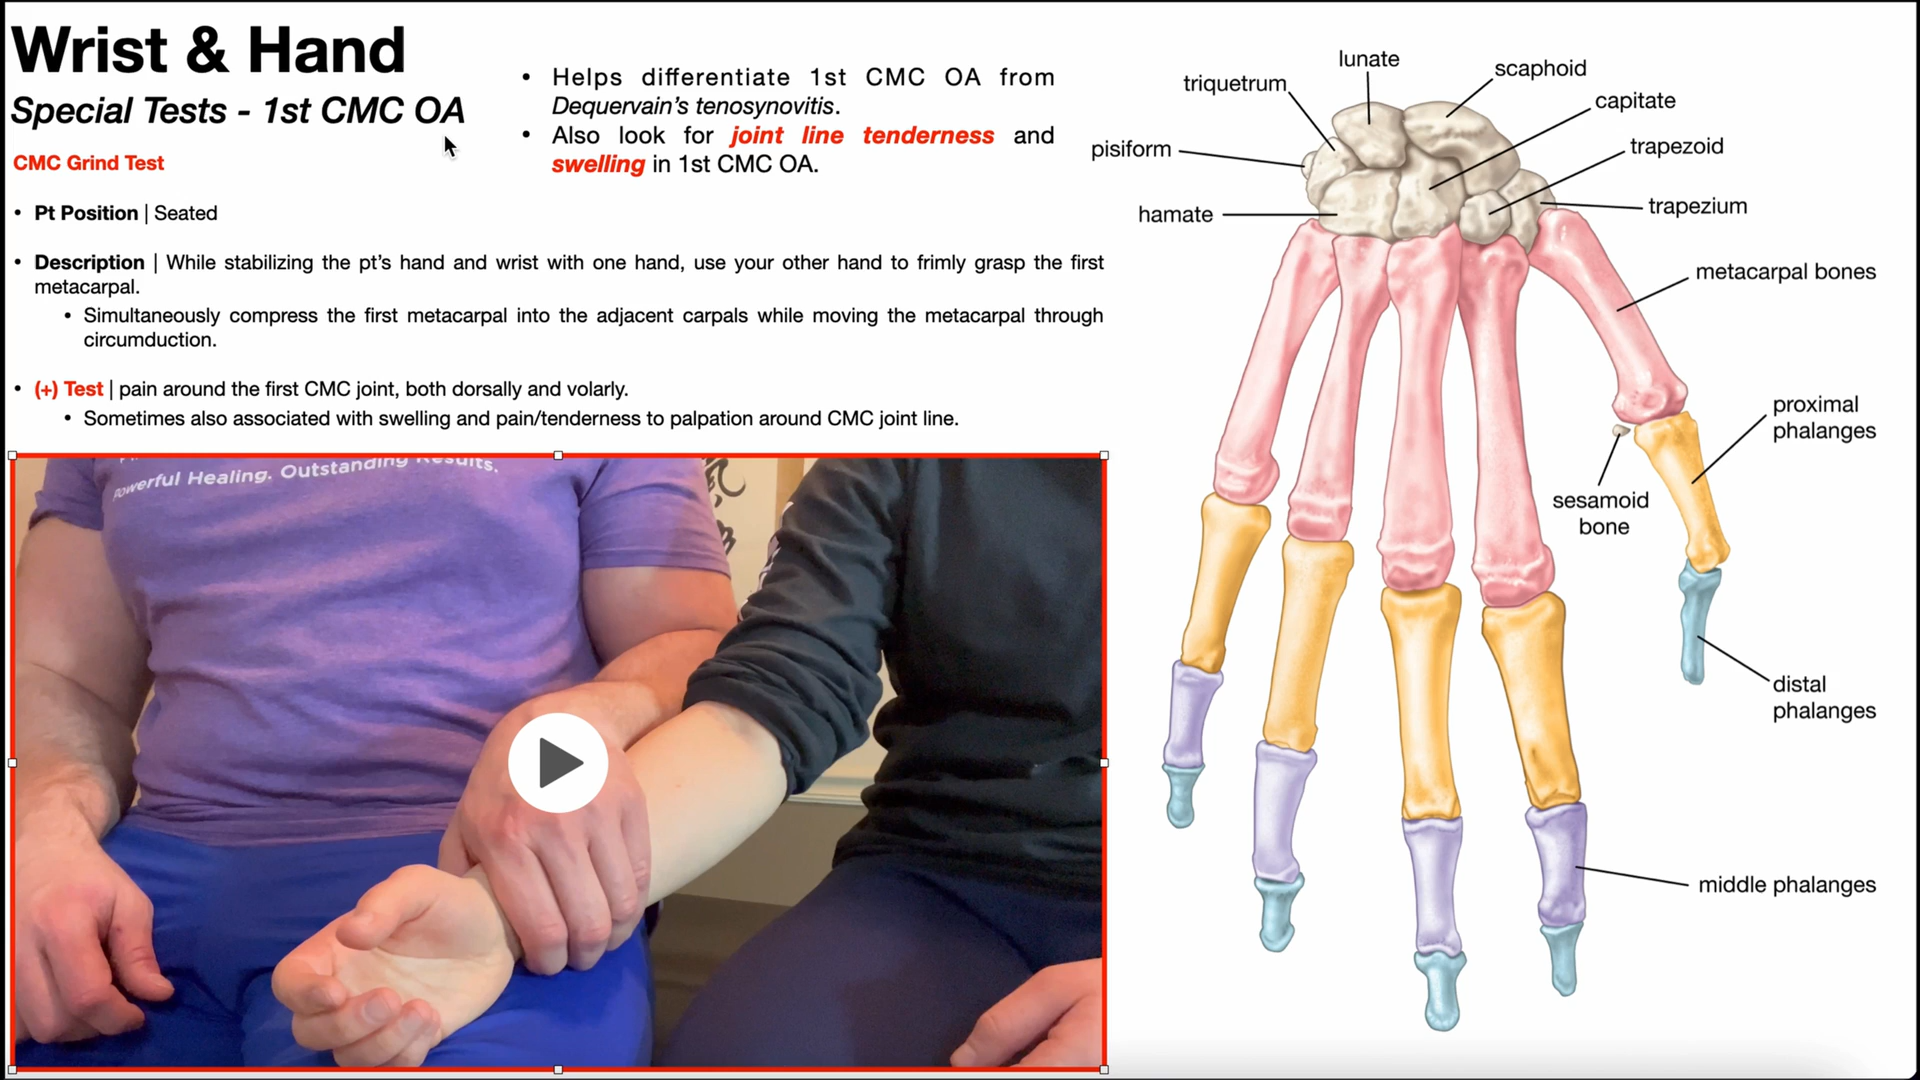 Wrist & Hand
Special Tests - 1st CMC OA
CMC Grind Test
• Helps differentiate 1st CMC OA from
Dequervain's tenosynovitis.
• Also look for joint line tenderness and
swelling in 1st CMC OA.
• Pt Position | Seated
• Description | While stabilizing the pt's hand and wrist with one hand, use your other hand to frimly grasp the first
metacarpal.
• Simultaneously compress the first metacarpal into the adjacent carpals while moving the metacarpal through
circumduction.
• (+) Test | pain around the first CMC joint, both dorsally and volarly.
• Sometimes also associated with swelling and pain/tenderness to palpation around CMC joint line.
Powerful Healing. Outstanding Results.
lunate
scaphoid
triquetrum
capitate
trapezoid
pisiform
trapezium
hamate
metacarpal bones
proximal
phalanges
sesamoid
bone
distal
phalanges
middle phalanges